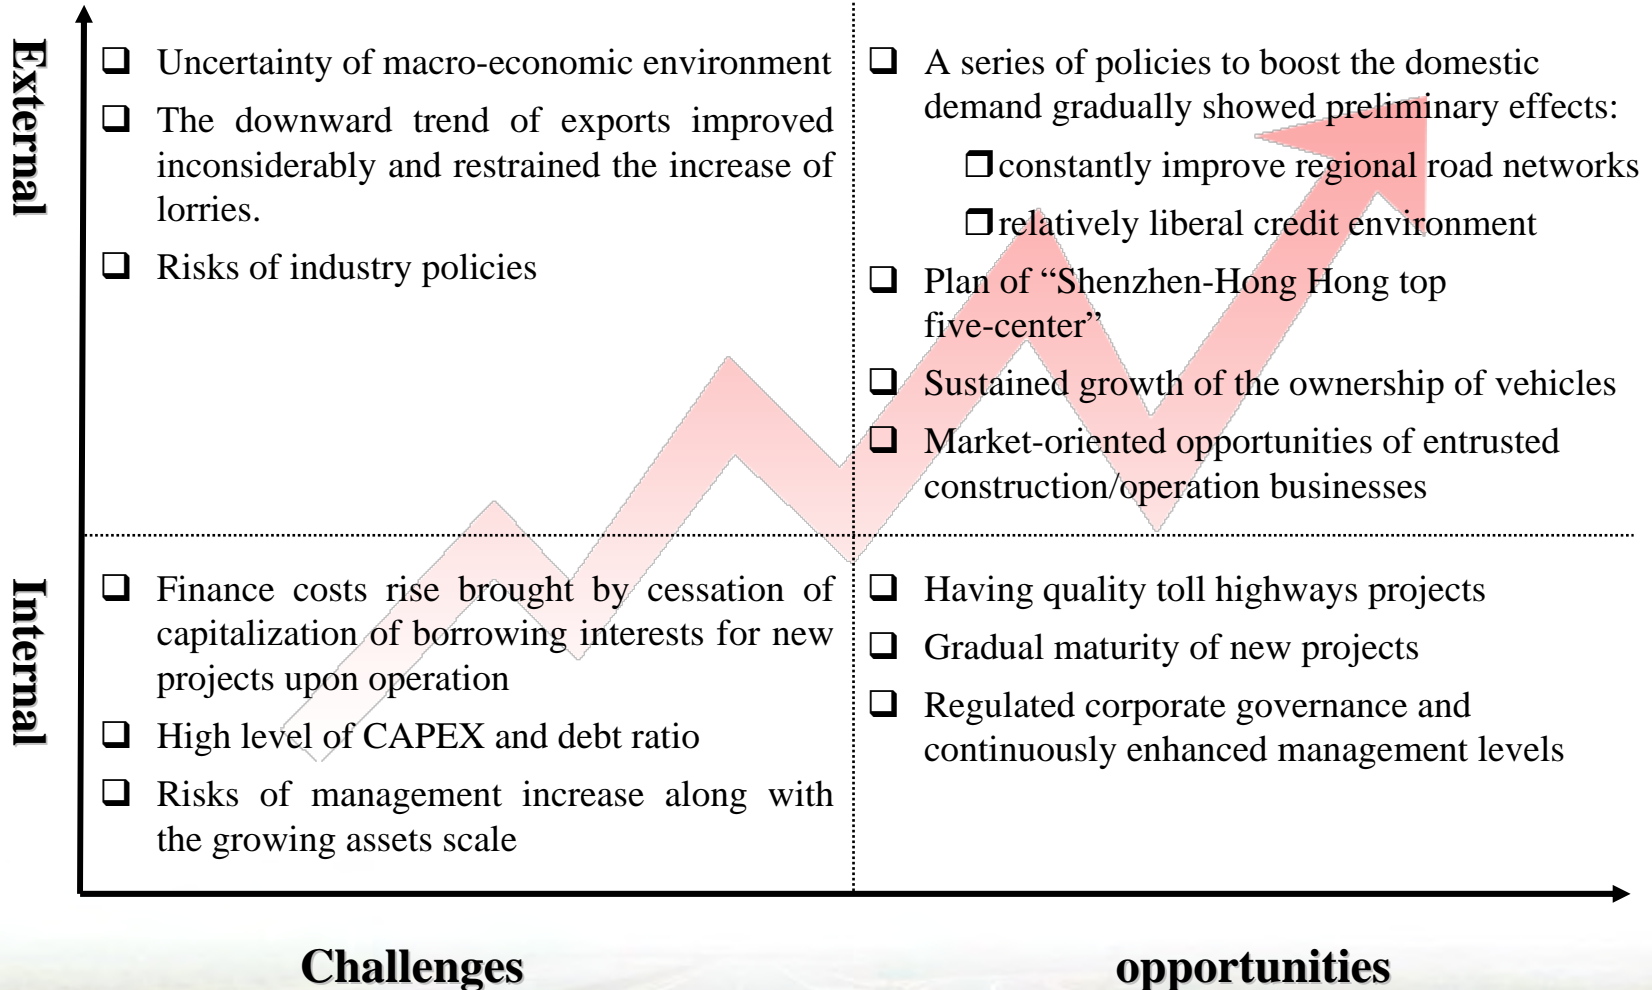 External
Uncertainty of macro-economic environment
The downward trend of exports improved
inconsiderably and restrained the increase of
lorries.
Risks of industry policies
A series of policies to boost the domestic
demand gradually showed preliminary effects:
constantly improve regional road networks
relatively liberal credit environment
Plan of “Shenzhen-Hong Hong top
five-center”
Sustained growth of the ownership of vehicles
Market-oriented opportunities of entrusted
construction/operation businesses
Internal
Finance costs rise brought by cessation of
capitalization of borrowing interests for new
projects upon operation
High level of CAPEX and debt ratio
Risks of management increase along with
the growing assets scale
Having quality toll highways projects
Gradual maturity of new projects
Regulated corporate governance and
continuously enhanced management levels
Challenges
opportunities